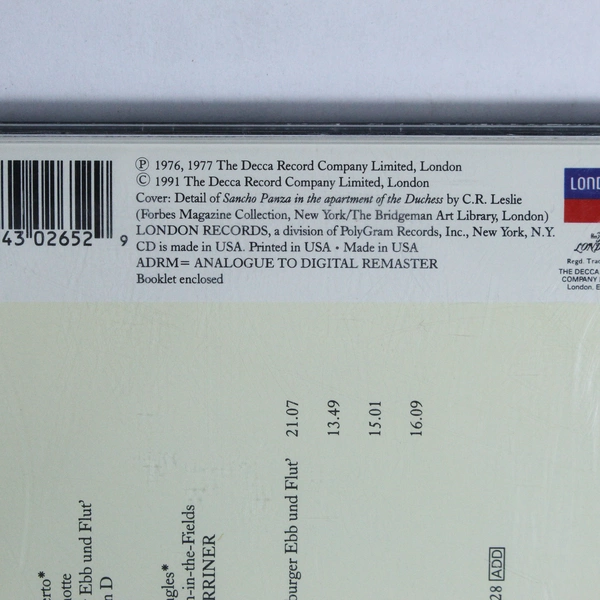 Ⓟ 1976, 1977 The Decca Record Company Limited, London
© 1991 The Decca Record Company Limited, London
Cover: Detail of Sancho Panza in the apartment of the Duchess by C.R. Leslie
(Forbes Magazine Collection, New York/The Bridgeman Art Library, London)
LONDON RECORDS, a division of PolyGram Records, Inc., New York, N.Y.
CD is made in USA. Printed in USA • Made in USA
ADRM= ANALOGUE TO DIGITAL REMASTER
Booklet enclosed
43 02652 9
LOND
Regd. Trad
THE DECCA
COMPANY
London. E
erto*
notte
r Ebb und Flut’
n D
gles*
n-in-the-Fields
RRINER
burger Ebb und Flut’ 21.07
13.49
15.01
16.09
28 ADD